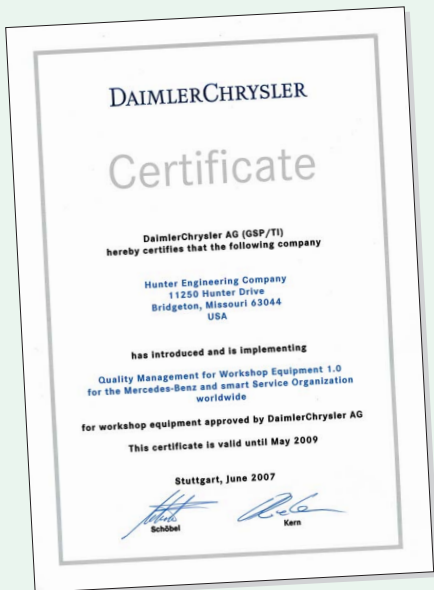 DAIMLERCHRYSLER
Certificate
DaimlerChrysler AG (GSP/TI)
hereby certifies that the following company
Hunter Engineering Company
11250 Hunter Drive
Bridgeton, Missouri 63044
USA
has introduced and is implementing
Quality Management for Workshop Equipment 1.0
for the Mercedes-Benz and smart Service Organization
worldwide
for workshop equipment approved by DaimlerChrysler AG
This certificate is valid until May 2009
Stuttgart, June 2007
Schöbel Kern